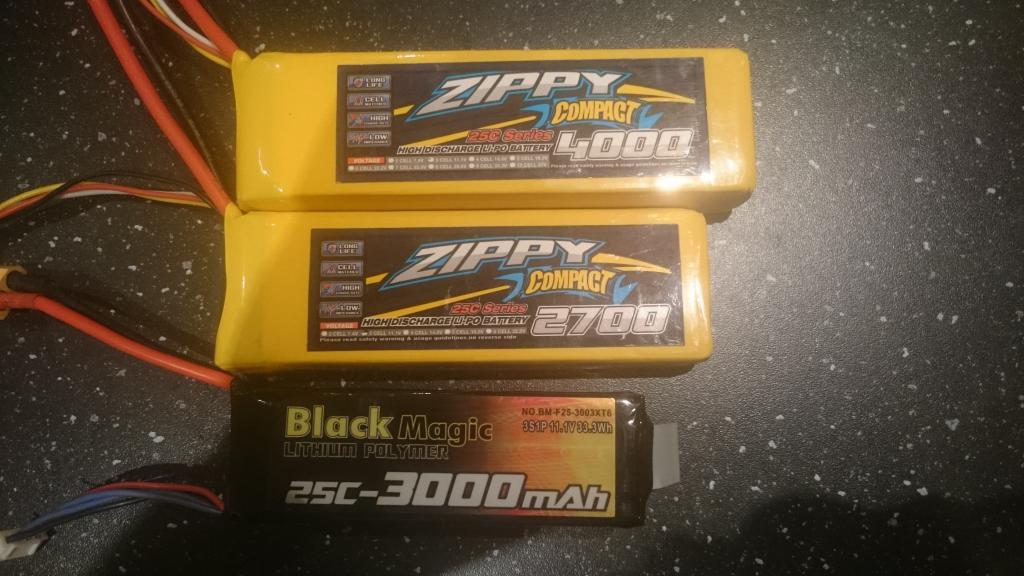 LONG LIFE
CELL
HIGH
LOW
ZIPPY
COMPACT
25C Series
HIGH DISCHARGE LI-PO BATTERY
4000
VOLTAGE
LONG LIFE
CELL
HIGH
LOW
ZIPPY
COMPACT
25C Series
HIGH DISCHARGE LI-PO BATTERY
2700
VOLTAGE
Please read safety warning & usage guidelines on reverse side
Black Magic
LITHIUM POLYMER
25C-3000mAh
NO.BM-F25-3003XT6
3S1P 11.1V 33.3Wh